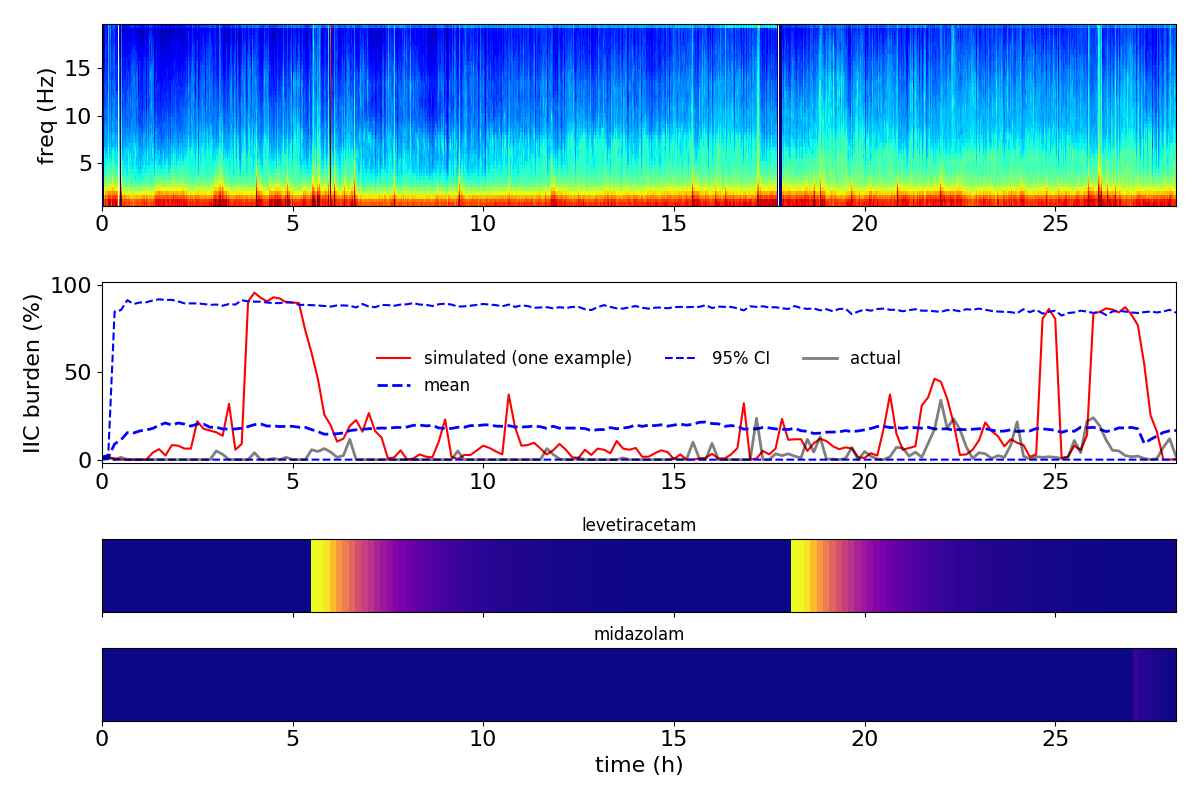 freq (Hz)
15
10
5
0 5 10 15 20 25
IIC burden (%)
100
50
0
simulated (one example)
mean
95% CI
actual
0 5 10 15 20 25
levetiracetam
midazolam
0 5 10 15 20 25
time (h)